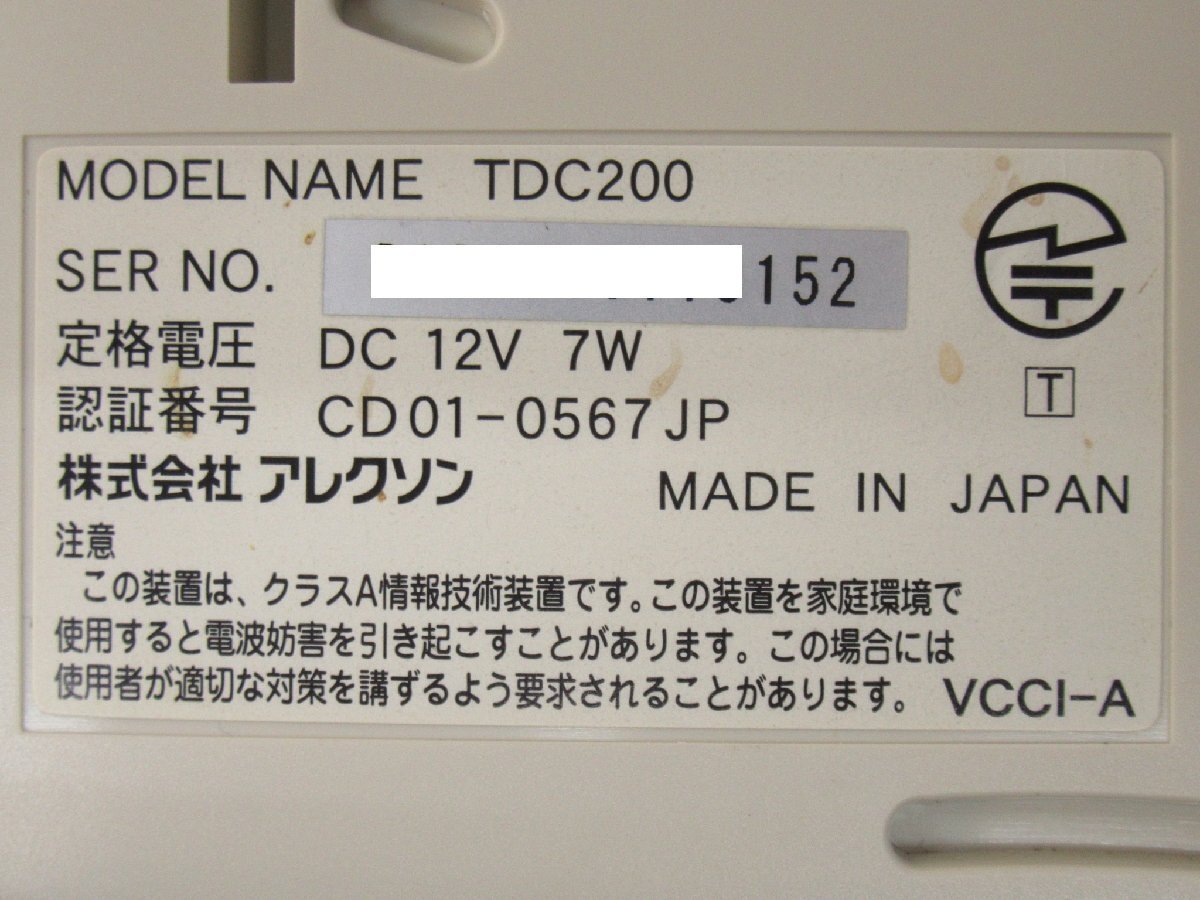 MODEL NAME TDC200
SER NO. 152
定格電圧 DC 12V 7W
認証番号 CD01-0567JP
T
株式会社 アレクソン MADE IN JAPAN
注意
この装置は、クラスA情報技術装置です。この装置を家庭環境で
使用すると電波妨害を引き起こすことがあります。この場合には
使用者が適切な対策を講ずるよう要求されることがあります。 VCCI-A